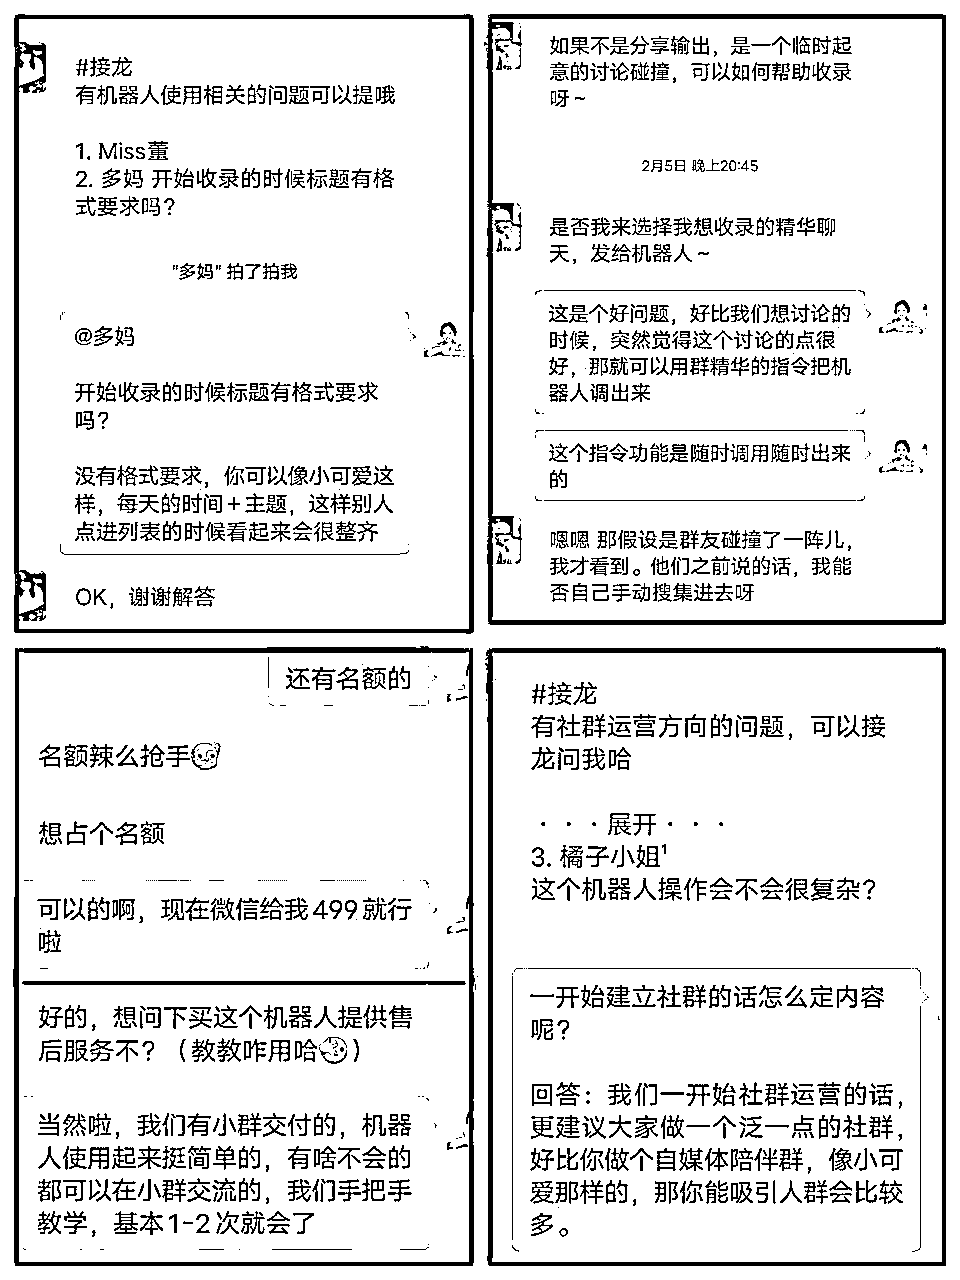 #接龙
有机器人使用相关的问题可以提哦
1. Miss董
2. 多妈 开始收录的时候标题有格
式要求吗？
"多妈" 拍了拍我
@多妈
开始收录的时候标题有格式要求
吗？
没有格式要求，你可以像小可爱这
样，每天的时间＋主题，这样别人
点进列表的时候看起来会很整齐
OK，谢谢解答
如果不是分享输出，是一个临时起
意的讨论碰撞，可以如何帮助收录
呀～
2月5日 晚上20:45
是否我来选择我想收录的精华聊
天，发给机器人～
这是个好问题，好比我们想讨论的
时候，突然觉得这个讨论的点很
好，那就可以用群精华的指令把机
器人调出来
这个指令功能是随时调用随时出来
的
嗯嗯 那假设是群友碰撞了一阵儿，
我才看到。他们之前说的话，我能
否自己手动搜集进去呀
还有名额的
名额辣么抢手
想占个名额
可以的啊，现在微信给我499就行
啦
好的，想问下买这个机器人提供售
后服务不？（教教咋用哈）
当然啦，我们有小群交付的，机器
人使用起来挺简单的，有啥不会的
都可以在小群交流的，我们手把手
教学，基本1-2次就会了
#接龙
有社群运营方向的问题，可以接
龙问我哈
···展开···
3. 橘子小姐¹
这个机器人操作会不会很复杂？
一开始建立社群的话怎么定内容
呢？
回答：我们一开始社群运营的话，
更建议大家做一个泛一点的社群，
好比你做个自媒体陪伴群，像小可
爱那样的，那你能吸引人群会比较
多。